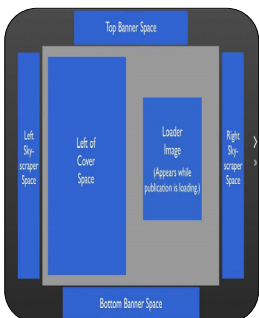 Top Banner Space
Left
Sky-
scraper
Space
Left of
Cover
Space
Loader
Image
(Appears while
publication is loading.)
Right
Sky-
scraper
Space
Bottom Banner Space